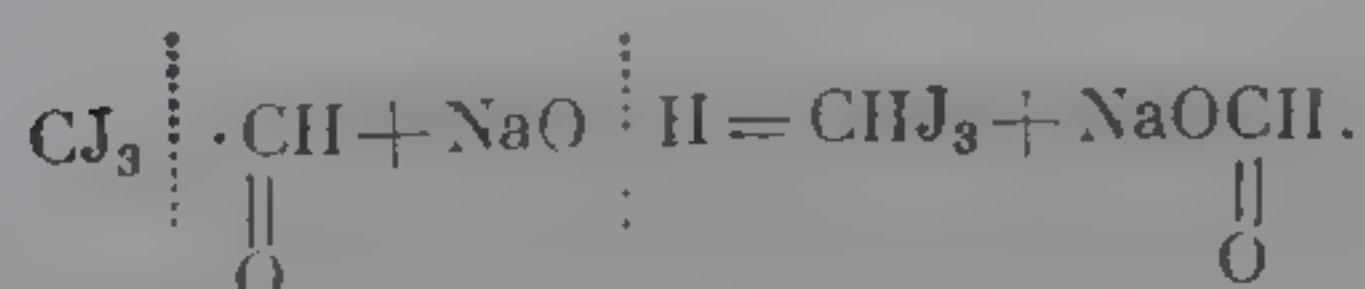 CJ₃ · CH + NaO H = CHJ₃ + NaOCH.
O O